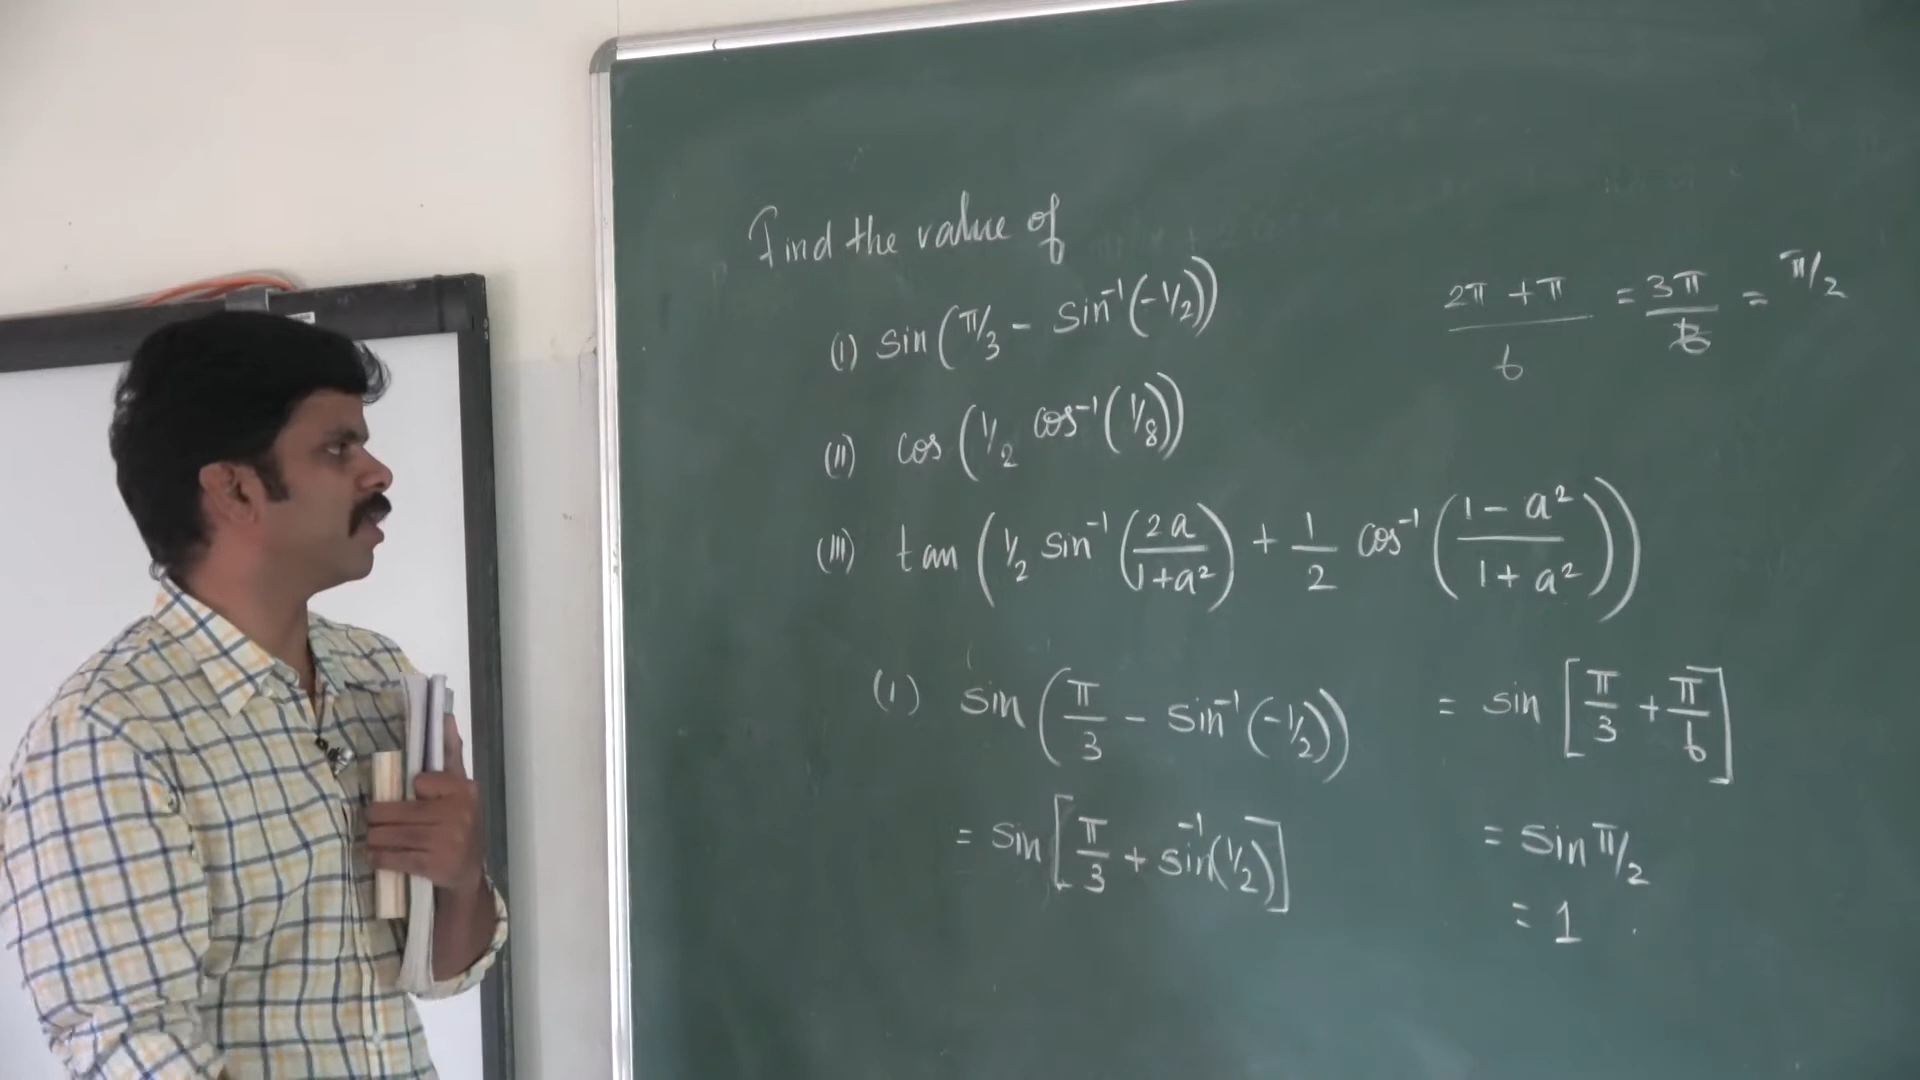 Find the value of
(I) sin (π/3 - sin⁻¹(-1/2))
(II) cos (1/2 cos⁻¹(1/8))
(III) tan (1/2 sin⁻¹(2a/1+a²) + 1/2 cos⁻¹(1-a²/1+a²))
2π+π/6 = 3π/6 = π/2
(1) sin (π/3 - sin⁻¹(-1/2))
= sin [π/3 + sin⁻¹(1/2)]
= sin [π/3 + π/6]
= sin π/2
= 1